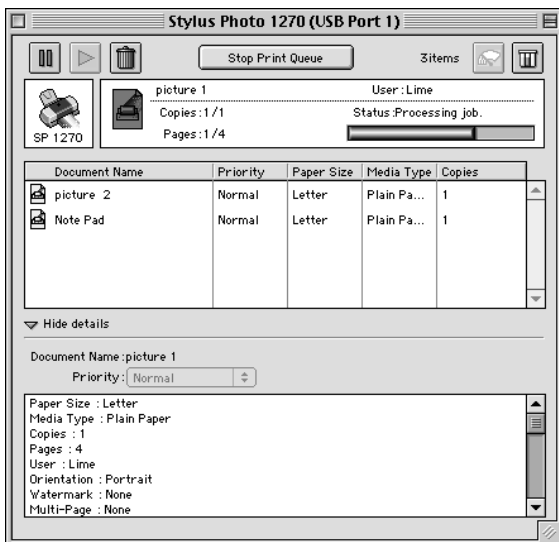 Stylus Photo 1270 (USB Port 1)
Stop Print Queue
3items
SP 1270
picture 1
User:Lime
Copies:1/1
Status:Processing job.
Pages:1/4
Document Name Priority Paper Size Media Type Copies
picture 2 Normal Letter Plain Pa... 1
Note Pad Normal Letter Plain Pa... 1
Hide details
Document Name:picture 1
Priority: Normal
Paper Size : Letter
Media Type : Plain Paper
Copies : 1
Pages : 4
User : Lime
Orientation : Portrait
Watermark : None
Multi-Page : None